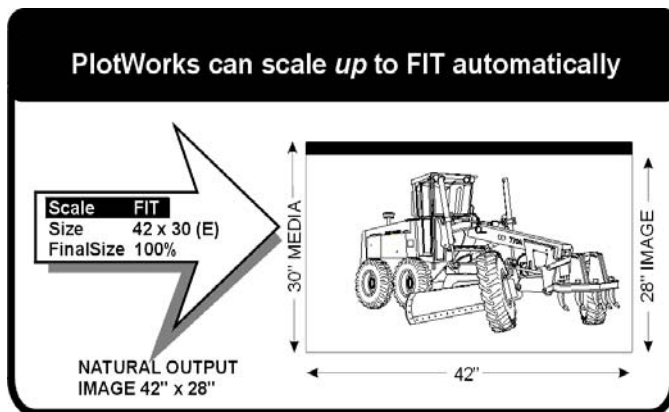 PlotWorks can scale up to FIT automatically
Scale FIT
Size 42 x 30 (E)
FinalSize 100%
30" MEDIA
28" IMAGE
42"
NATURAL OUTPUT
IMAGE 42" x 28"